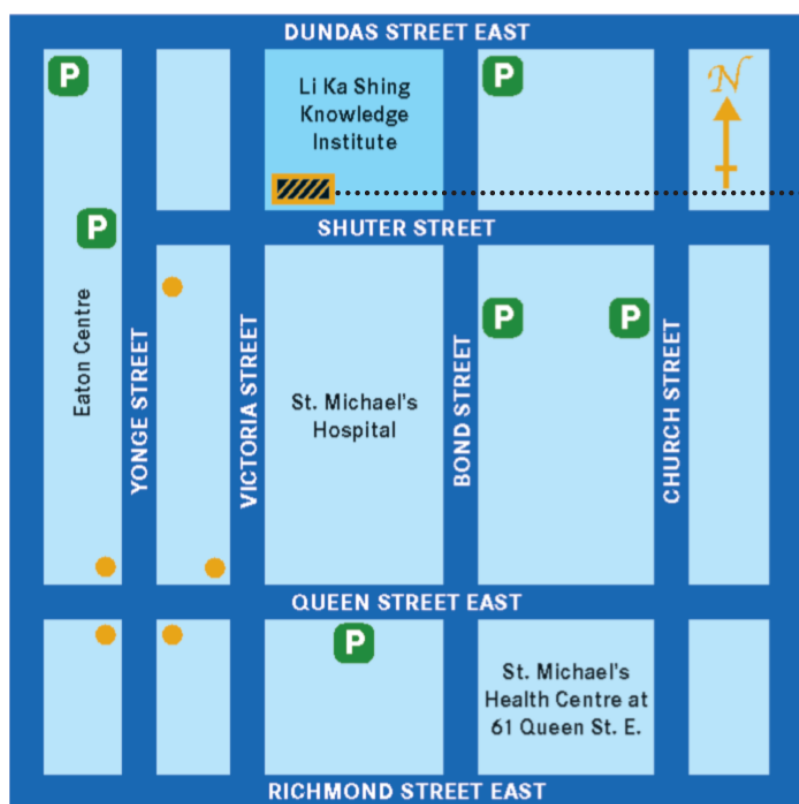 DUNDAS STREET EAST
P
Li Ka Shing
Knowledge
Institute
P
N
P
SHUTER STREET
Eaton Centre
YONGE STREET
VICTORIA STREET
St. Michael's
Hospital
BOND STREET
P
P
CHURCH STREET
QUEEN STREET EAST
P
St. Michael's
Health Centre at
61 Queen St. E.
RICHMOND STREET EAST